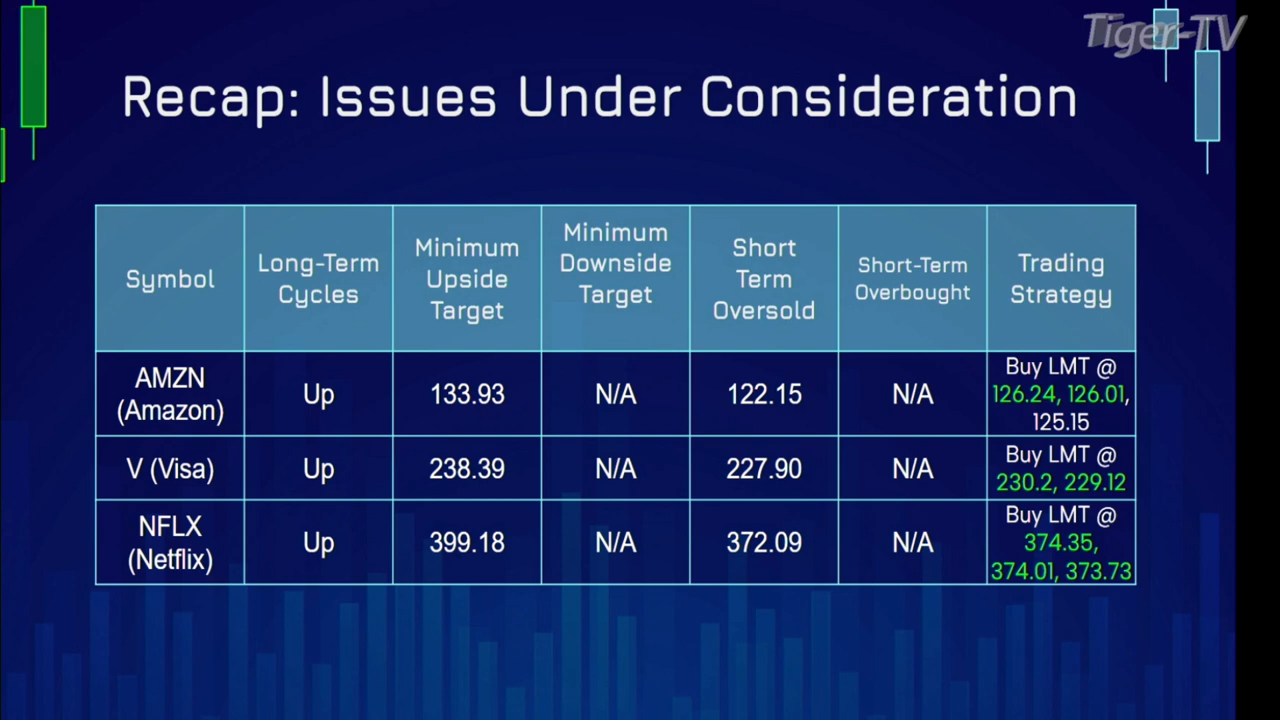 Tiger-TV
Recap: Issues Under Consideration
Symbol
Long-Term
Cycles
Minimum
Upside
Target
Minimum
Downside
Target
Short
Term
Oversold
Short-Term
Overbought
Trading
Strategy
AMZN
(Amazon)
Up
133.93
N/A
122.15
N/A
Buy LMT @
126.24, 126.01,
125.15
V (Visa)
Up
238.39
N/A
227.90
N/A
Buy LMT @
230.2, 229.12
NFLX
(Netflix)
Up
399.18
N/A
372.09
N/A
Buy LMT @
374.35,
374.01, 373.73